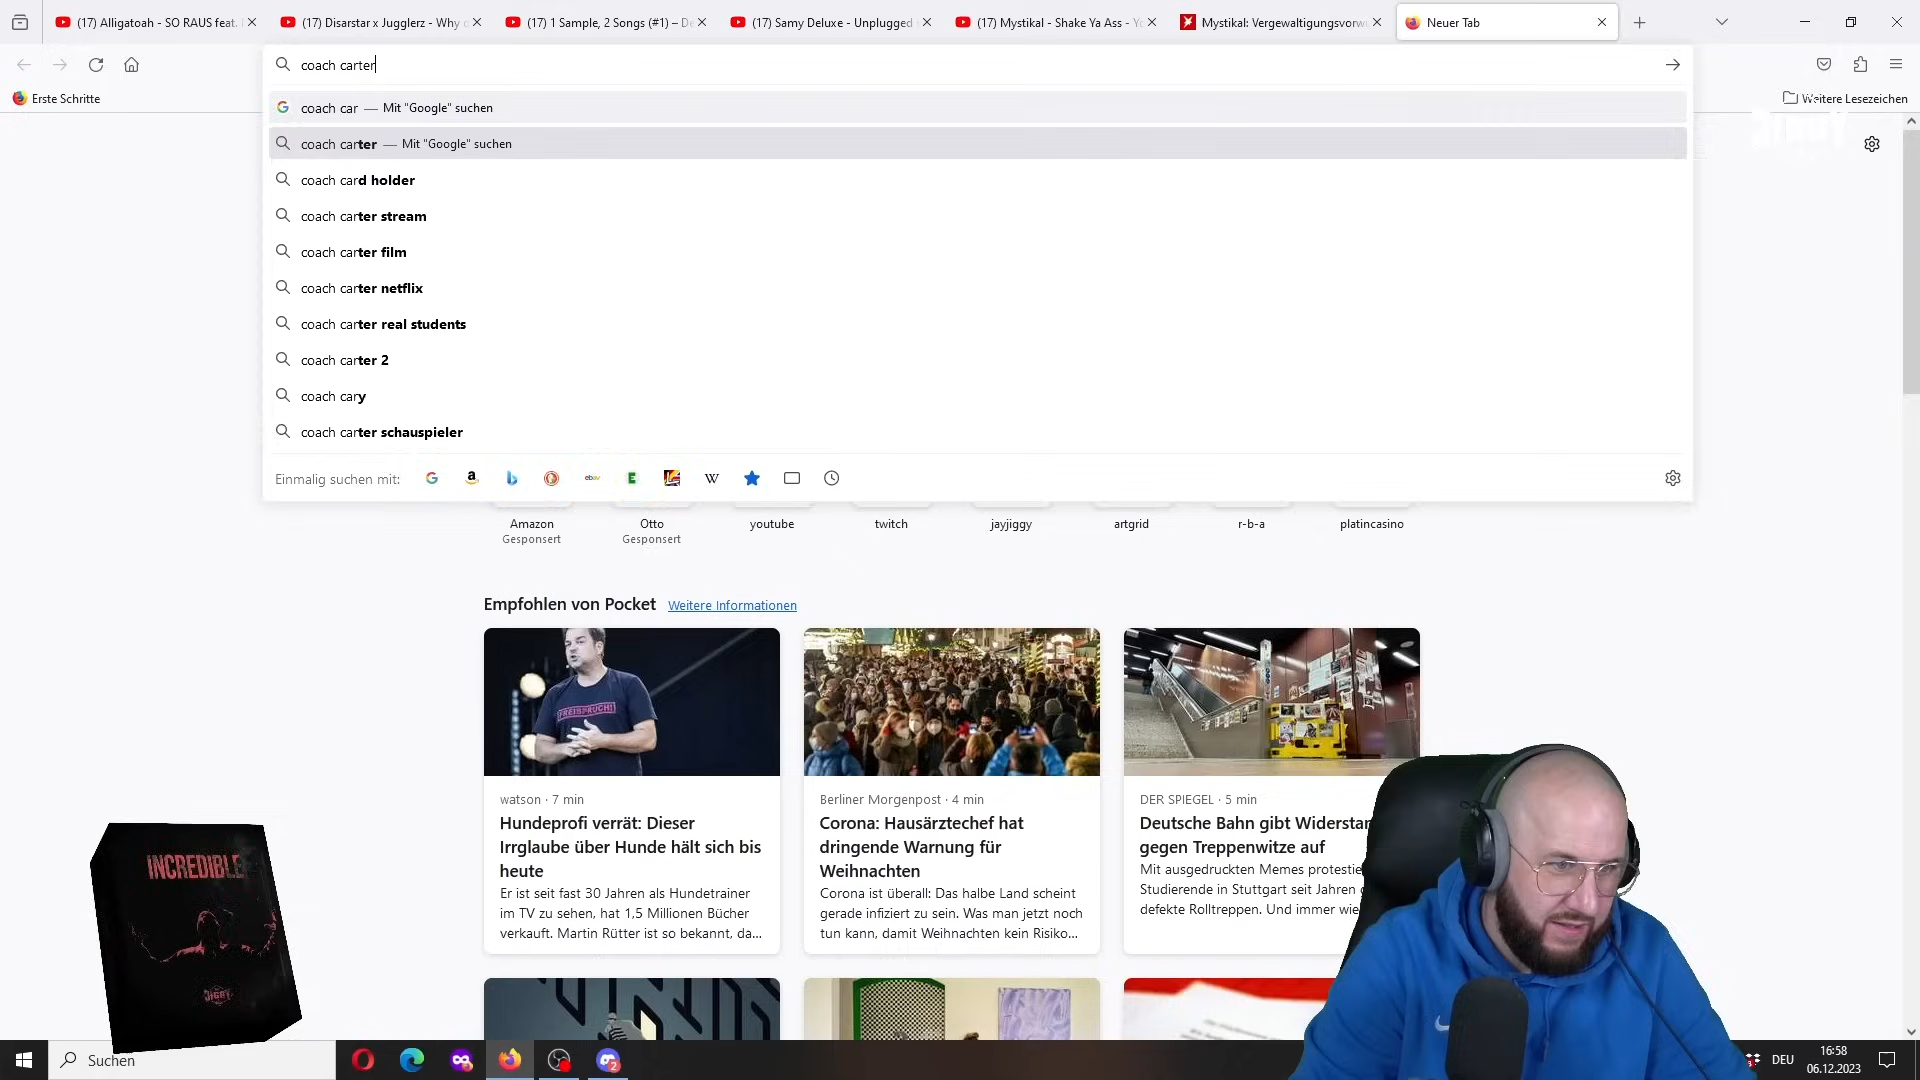 (17) Alligatoah - SO RAUS feat.
(17) Disarstar x Jugglerz - Why
(17) 1 Sample, 2 Songs (#1) – De
(17) Samy Deluxe - Unplugged
(17) Mystikal - Shake Ya Ass - Yo
Mystikal: Vergewaltigungsvorw
Neuer Tab
coach carter
Erste Schritte
Weitere Lesezeichen
coach car — Mit "Google" suchen
coach carter — Mit "Google" suchen
coach card holder
coach carter stream
coach carter film
coach carter netflix
coach carter real students
coach carter 2
coach cary
coach carter schauspieler
Einmalig suchen mit:
Amazon
Gesponsert
Otto
Gesponsert
youtube
twitch
jayjiggy
artgrid
r-b-a
platincasino
Empfohlen von Pocket Weitere Informationen
FREISPRUCH!
watson · 7 min
Hundeprofi verrät: Dieser
Irrglaube über Hunde hält sich bis
heute
Er ist seit fast 30 Jahren als Hundetrainer
im TV zu sehen, hat 1,5 Millionen Bücher
verkauft. Martin Rütter ist so bekannt, da...
Berliner Morgenpost · 4 min
Corona: Hausärztechef hat
dringende Warnung für
Weihnachten
Corona ist überall: Das halbe Land scheint
gerade infiziert zu sein. Was man jetzt noch
tun kann, damit Weihnachten kein Risiko...
DER SPIEGEL · 5 min
Deutsche Bahn gibt Widerstan
gegen Treppenwitze auf
Mit ausgedruckten Memes protestie
Studierende in Stuttgart seit Jahren
defekte Rolltreppen. Und immer wie
INCREDIBLE
JIGGY
Suchen
2
DEU
16:58
06.12.2023